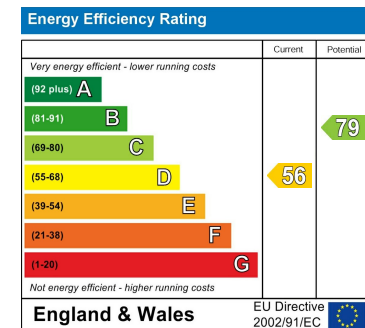 Energy Efficiency Rating
Current Potential
Very energy efficient - lower running costs
(92 plus) A
(81-91) B
79
(69-80) C
(55-68) D
56
(39-54) E
(21-38) F
(1-20) G
Not energy efficient - higher running costs
England & Wales
EU Directive
2002/91/EC